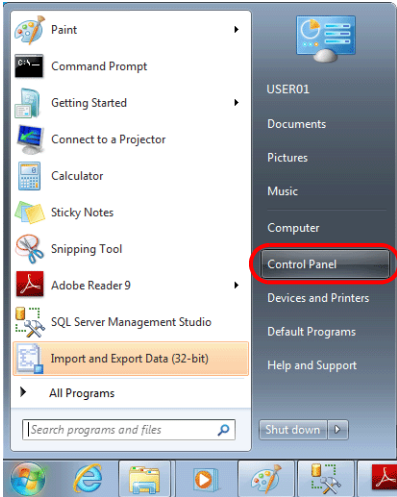 Paint
Command Prompt
Getting Started
Connect to a Projector
Calculator
Sticky Notes
Snipping Tool
Adobe Reader 9
SQL Server Management Studio
Import and Export Data (32-bit)
All Programs
Search programs and files
USER01
Documents
Pictures
Music
Computer
Control Panel
Devices and Printers
Default Programs
Help and Support
Shut down